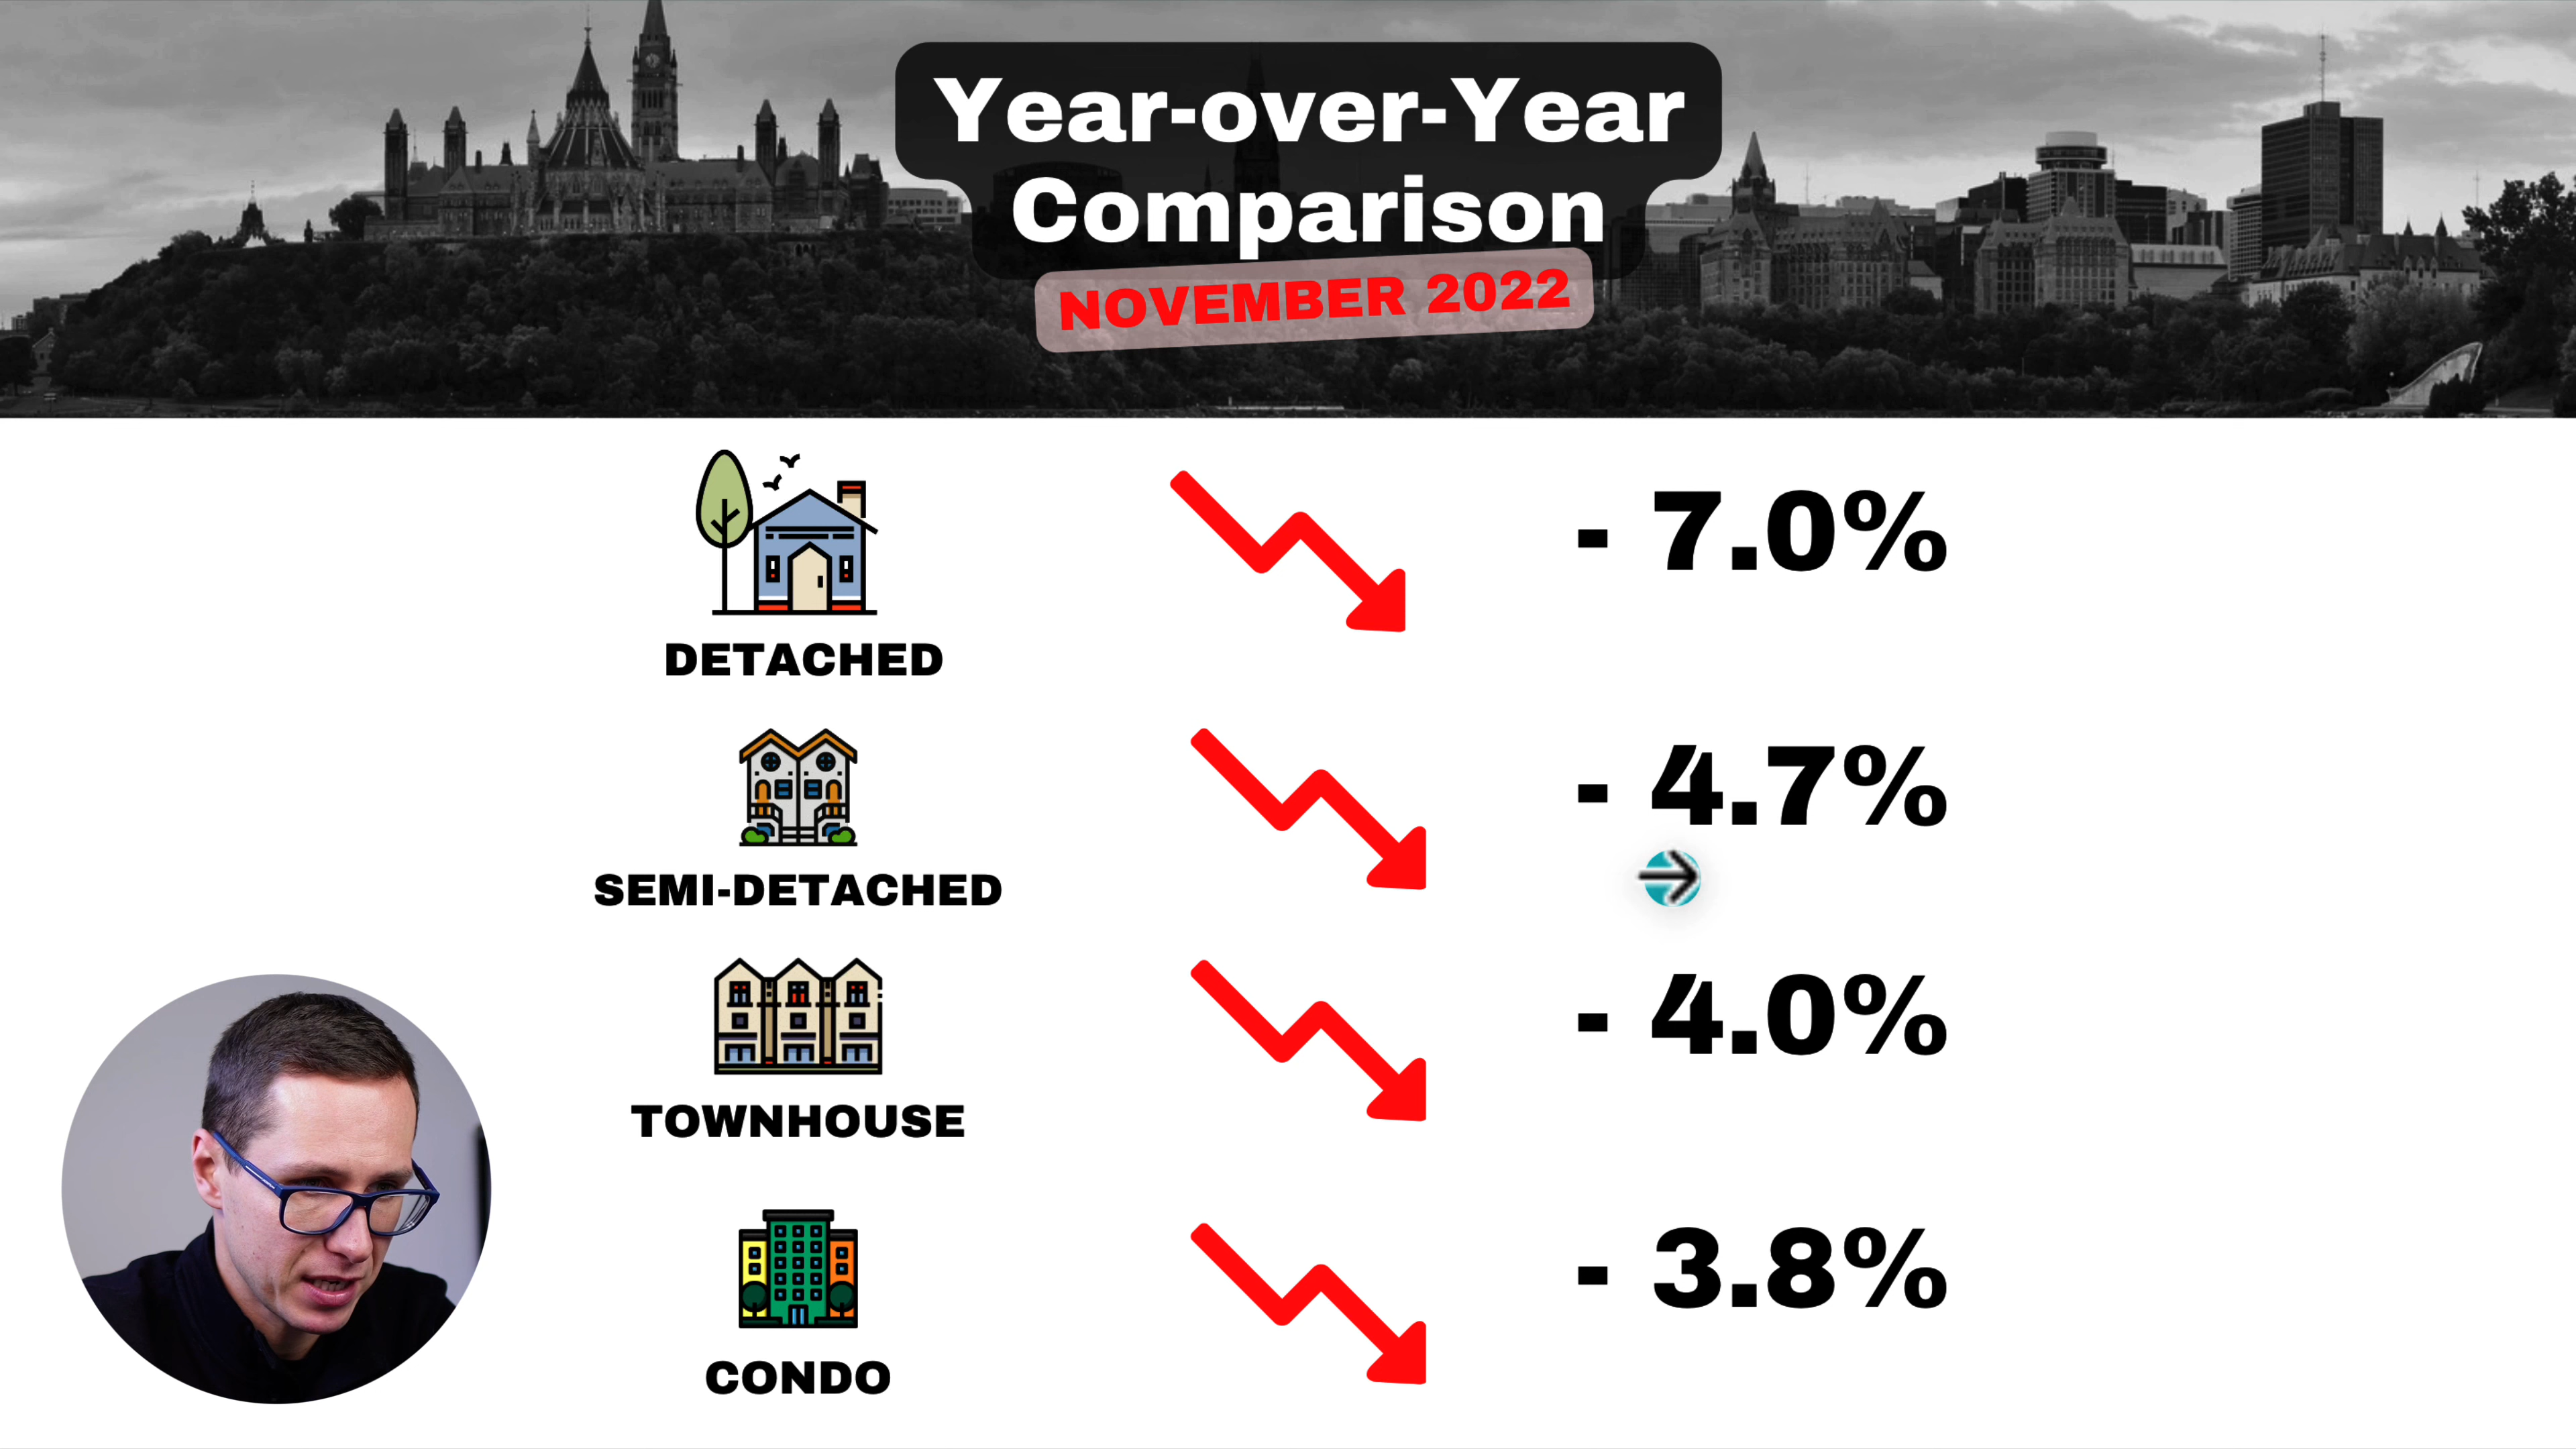 Year-over-Year
Comparison
NOVEMBER 2022
- 7.0%
DETACHED
- 4.7%
SEMI-DETACHED
- 4.0%
TOWNHOUSE
- 3.8%
CONDO